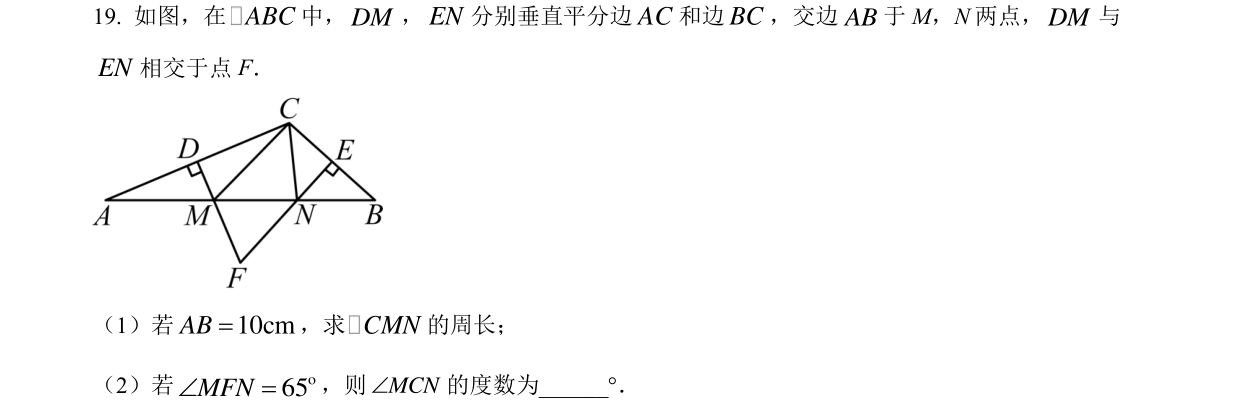 19. 如图，在□ABC中，DM，EN分别垂直平分边AC和边BC，交边AB于M，N两点，DM与
EN相交于点F．
C
D
E
A
M
N
B
F
（1）若AB=10cm，求□CMN的周长；
（2）若∠MFN=65º，则∠MCN的度数为______°．